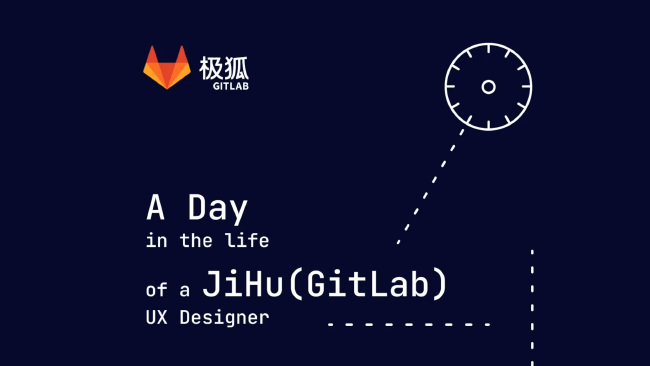 极狐
GITLAB
A Day
in the life
of a JiHu(GitLab)
UX Designer